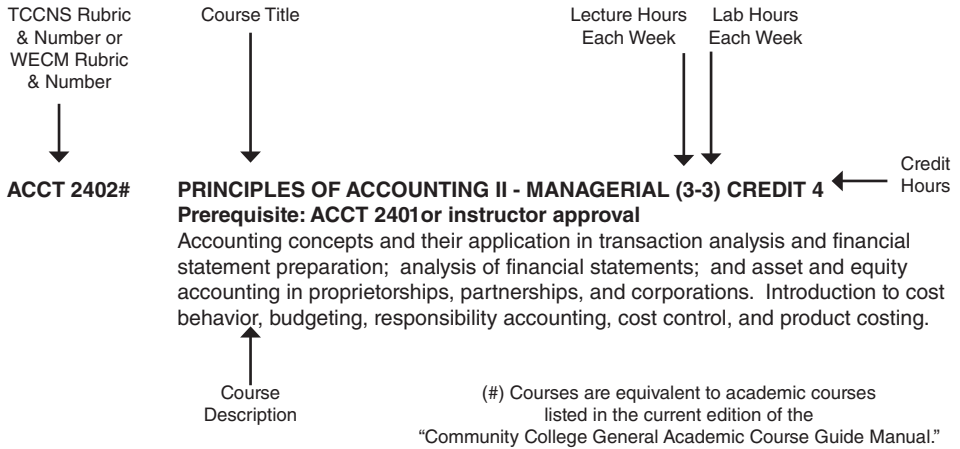 TCCNS Rubric
& Number or
WECM Rubric
& Number
Course Title
Lecture Hours
Each Week
Lab Hours
Each Week
Credit
Hours
ACCT 2402#
PRINCIPLES OF ACCOUNTING II - MANAGERIAL (3-3) CREDIT 4
Prerequisite: ACCT 2401or instructor approval
Accounting concepts and their application in transaction analysis and financial
statement preparation;  analysis of financial statements;  and asset and equity
accounting in proprietorships, partnerships, and corporations.  Introduction to cost
behavior, budgeting, responsibility accounting, cost control, and product costing.
Course
Description
(#) Courses are equivalent to academic courses
listed in the current edition of the
“Community College General Academic Course Guide Manual.”